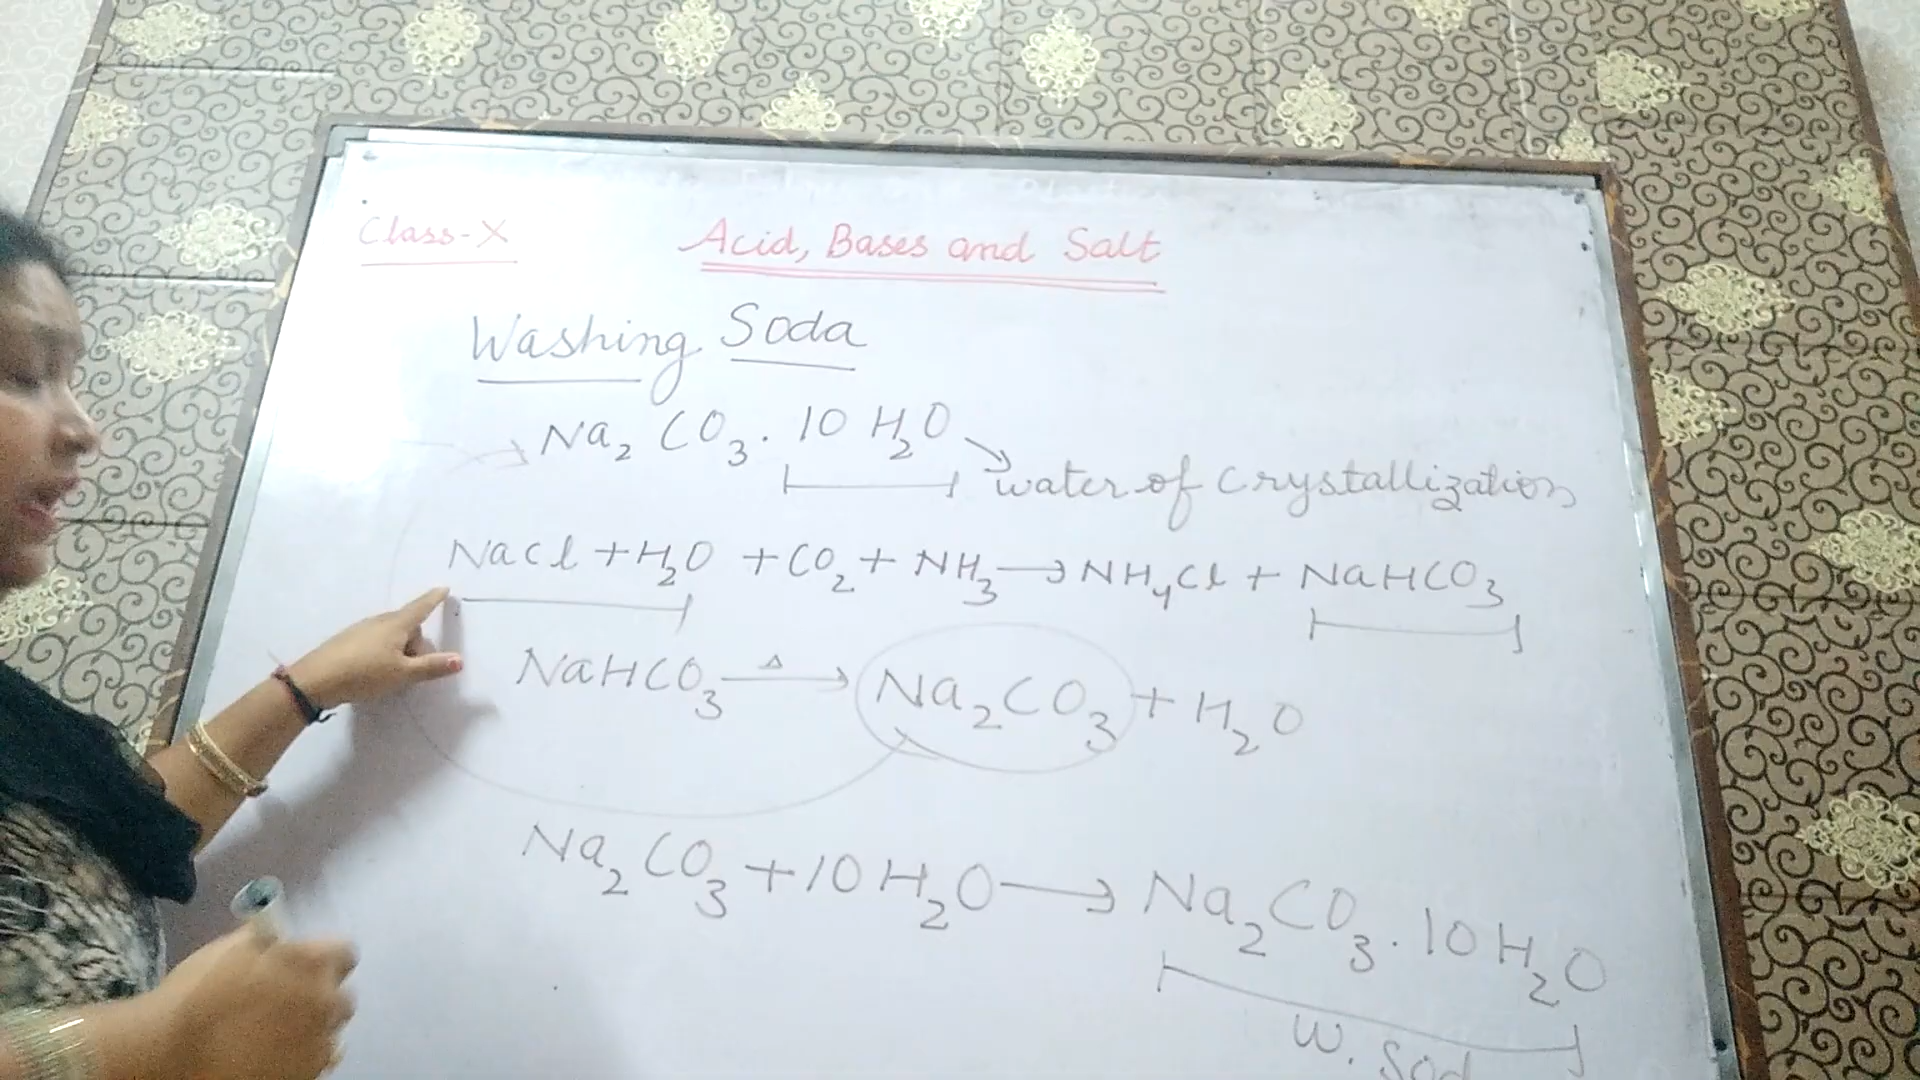 Class-X
Acid, Bases and Salt
Washing Soda
Na₂CO₃. 10 H₂O
water of Crystallization
NaCl + H₂O + CO₂ + NH₃ → NH₄Cl + NaHCO₃
NaHCO₃ —Δ→ Na₂CO₃ + H₂O
Na₂CO₃ + 10 H₂O → Na₂CO₃. 10 H₂O
W. Sod